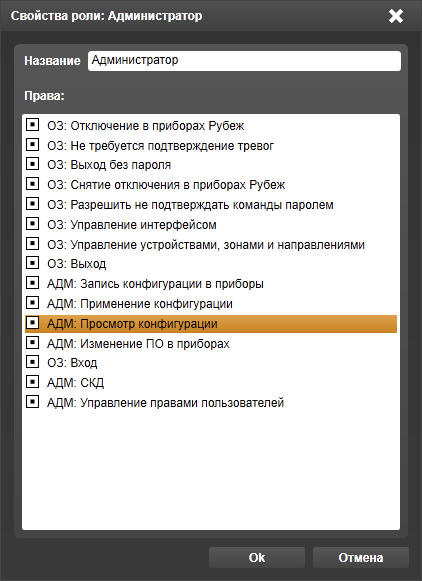 Свойства роли: Администратор
Название Администратор
Права:
ОЗ: Отключение в приборах Рубеж
ОЗ: Не требуется подтверждение тревог
ОЗ: Выход без пароля
ОЗ: Снятие отключения в приборах Рубеж
ОЗ: Разрешить не подтверждать команды паролем
ОЗ: Управление интерфейсом
ОЗ: Управление устройствами, зонами и направлениями
ОЗ: Выход
АДМ: Запись конфигурации в приборы
АДМ: Применение конфигурации
АДМ: Просмотр конфигурации
АДМ: Изменение ПО в приборах
ОЗ: Вход
АДМ: СКД
АДМ: Управление правами пользователей
Ok Отмена